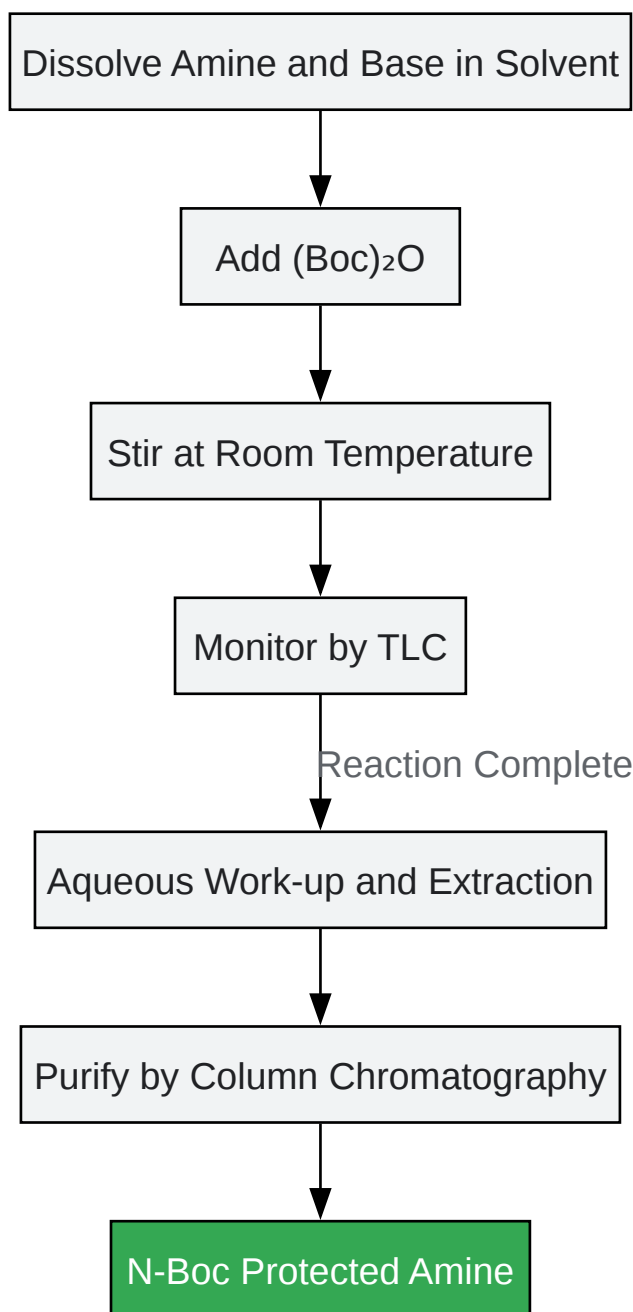 Dissolve Amine and Base in Solvent
Add (Boc)₂O
Stir at Room Temperature
Monitor by TLC
Reaction Complete
Aqueous Work-up and Extraction
Purify by Column Chromatography
N-Boc Protected Amine